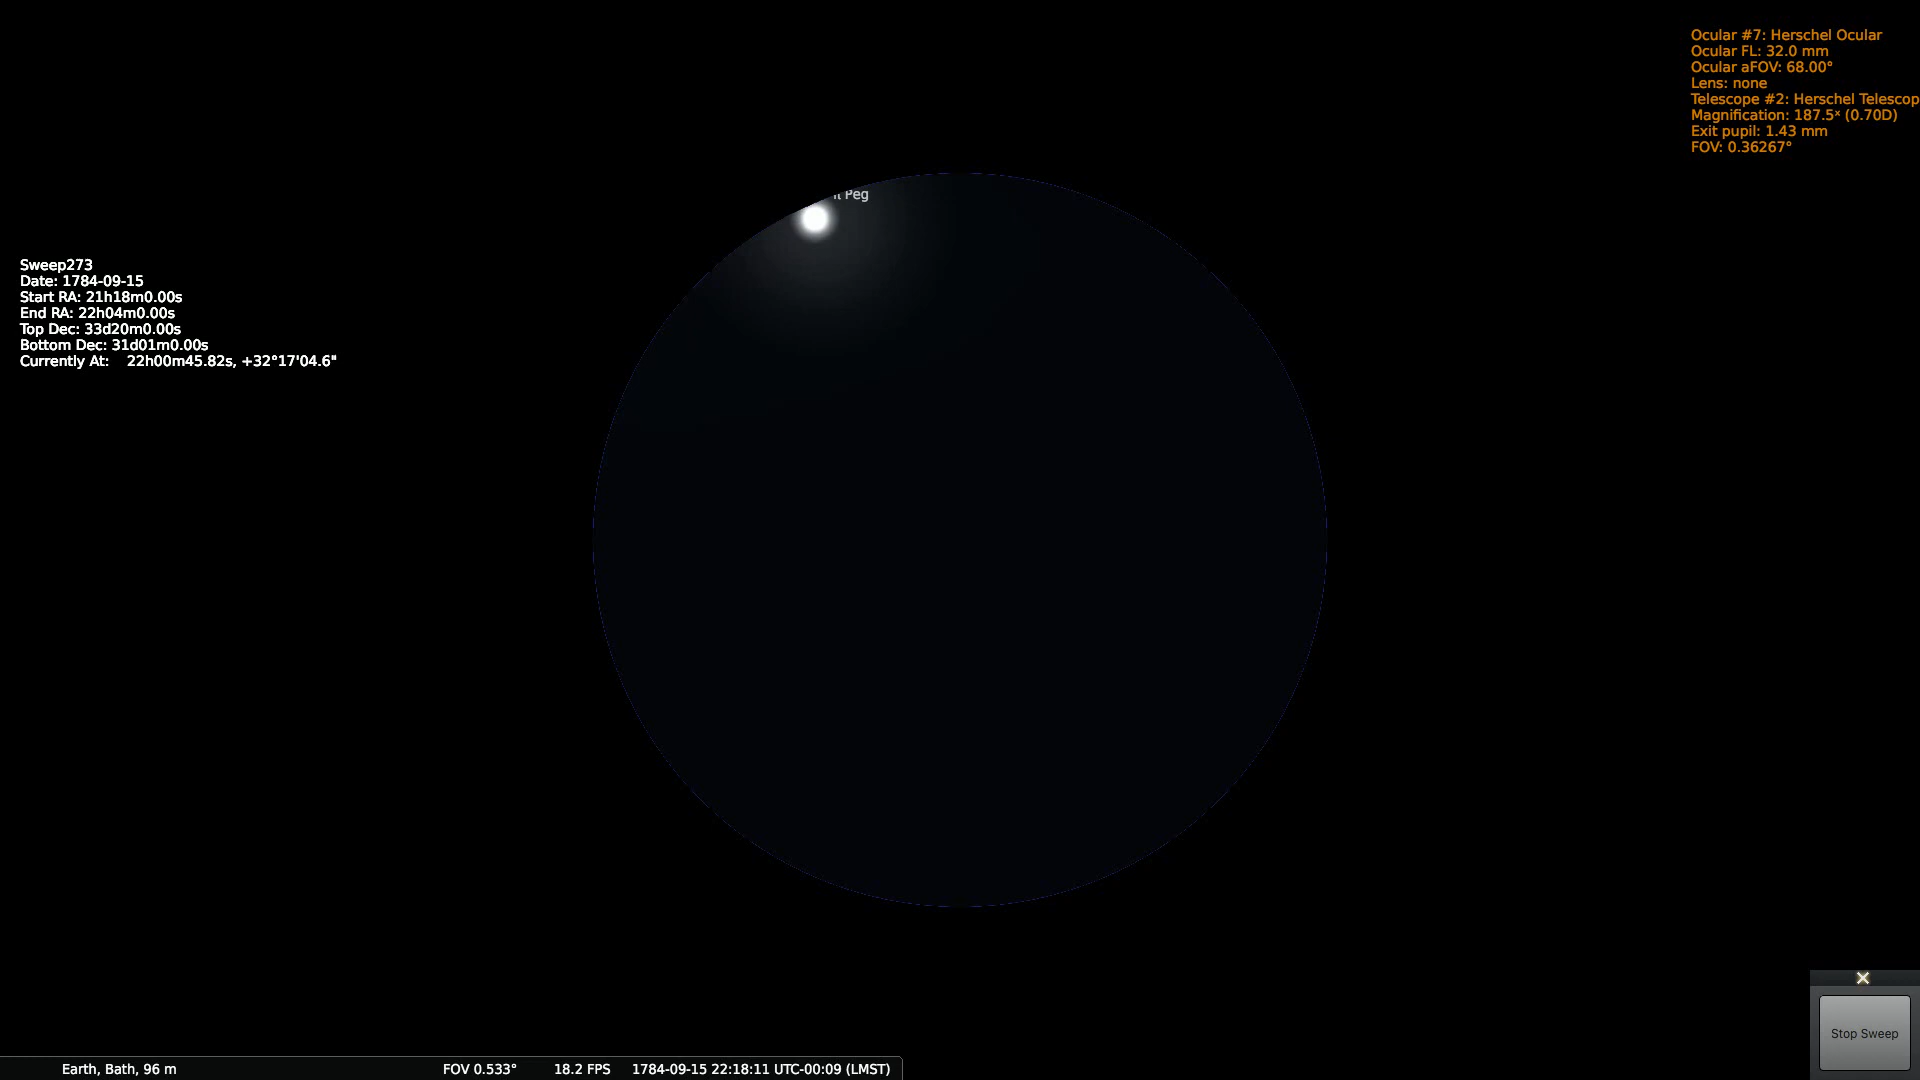 Ocular #7: Herschel Ocular
Ocular FL: 32.0 mm
Ocular aFOV: 68.00°
Lens: none
Telescope #2: Herschel Telescop
Magnification: 187.5ˣ (0.70D)
Exit pupil: 1.43 mm
FOV: 0.36267°
Peg
Sweep273
Date: 1784-09-15
Start RA: 21h18m0.00s
End RA: 22h04m0.00s
Top Dec: 33d20m0.00s
Bottom Dec: 31d01m0.00s
Currently At: 22h00m45.82s, +32°17'04.6"
Stop Sweep
Earth, Bath, 96 m FOV 0.533° 18.2 FPS 1784-09-15 22:18:11 UTC-00:09 (LMST)